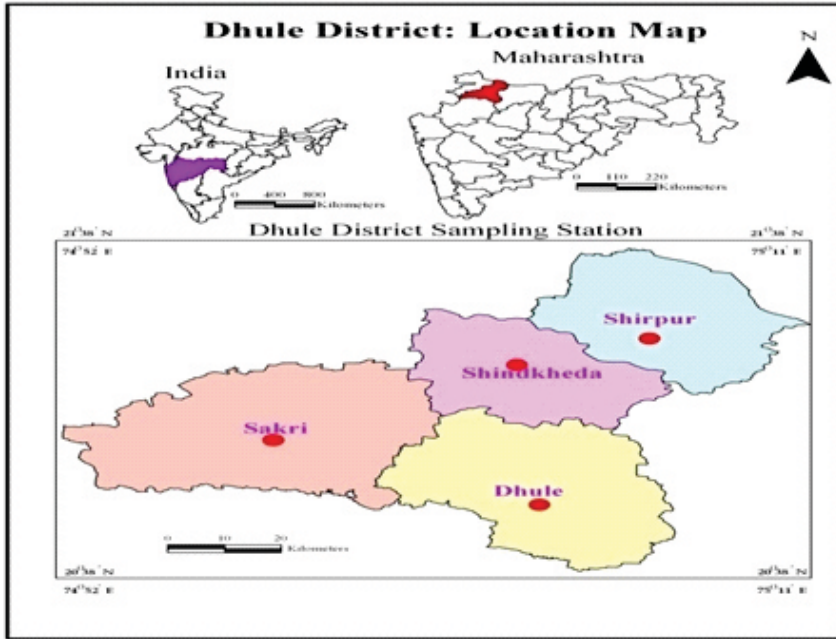 Dhule District: Location Map
N
India
Maharashtra
0 400 800
Kilometers
0 110 220
Kilometers
21°38' N
74°52' E
Dhule District Sampling Station
21°38' N
75°11' E
Shirpur
Shindkheda
Sakri
Dhule
0 10 20
Kilometers
20°38' N
74°52' E
20°38' N
75°11' E